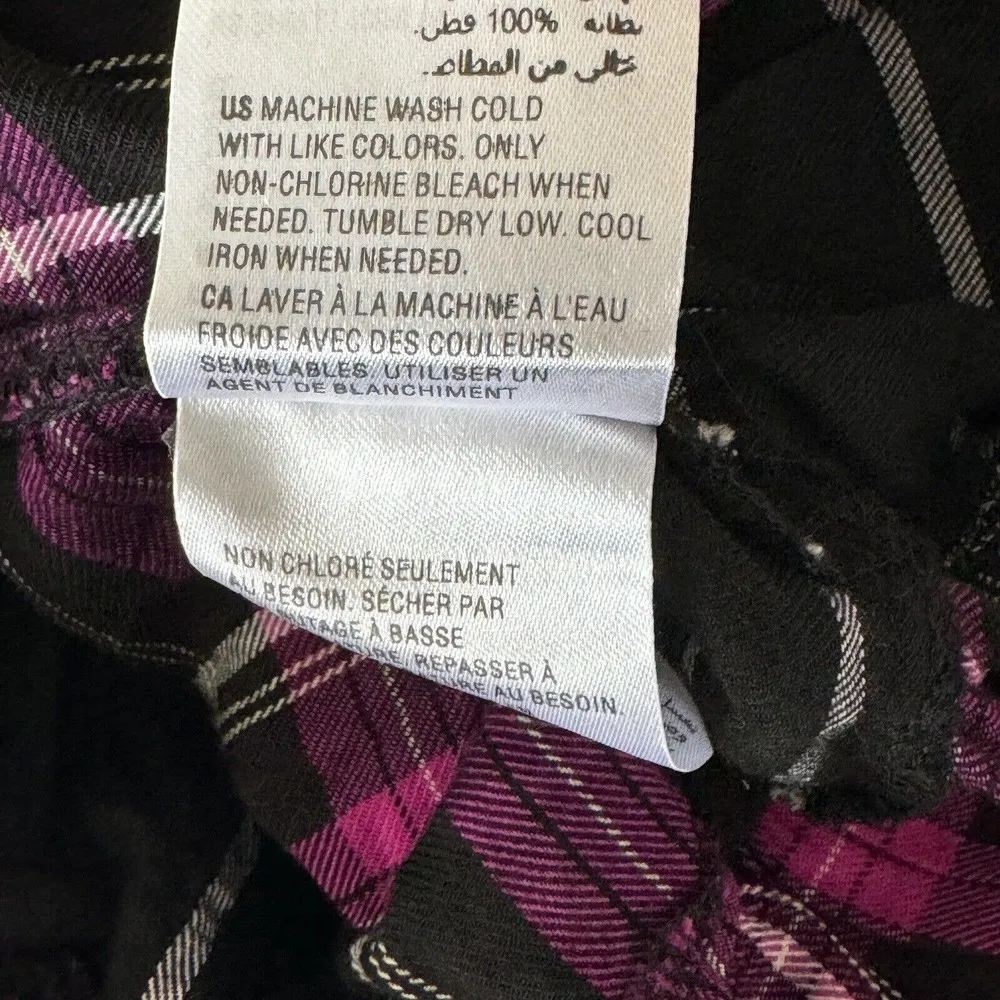 بطانه 100% قطن.
خالى من المطاط.
US MACHINE WASH COLD
WITH LIKE COLORS. ONLY
NON-CHLORINE BLEACH WHEN
NEEDED. TUMBLE DRY LOW. COOL
IRON WHEN NEEDED.
CA LAVER À LA MACHINE À L'EAU
FROIDE AVEC DES COULEURS
SEMBLABLES. UTILISER UN
AGENT DE BLANCHIMENT
NON CHLORÉ SEULEMENT
AU BESOIN. SÉCHER PAR
À BASSE
REPASSER À
AU BESOIN.